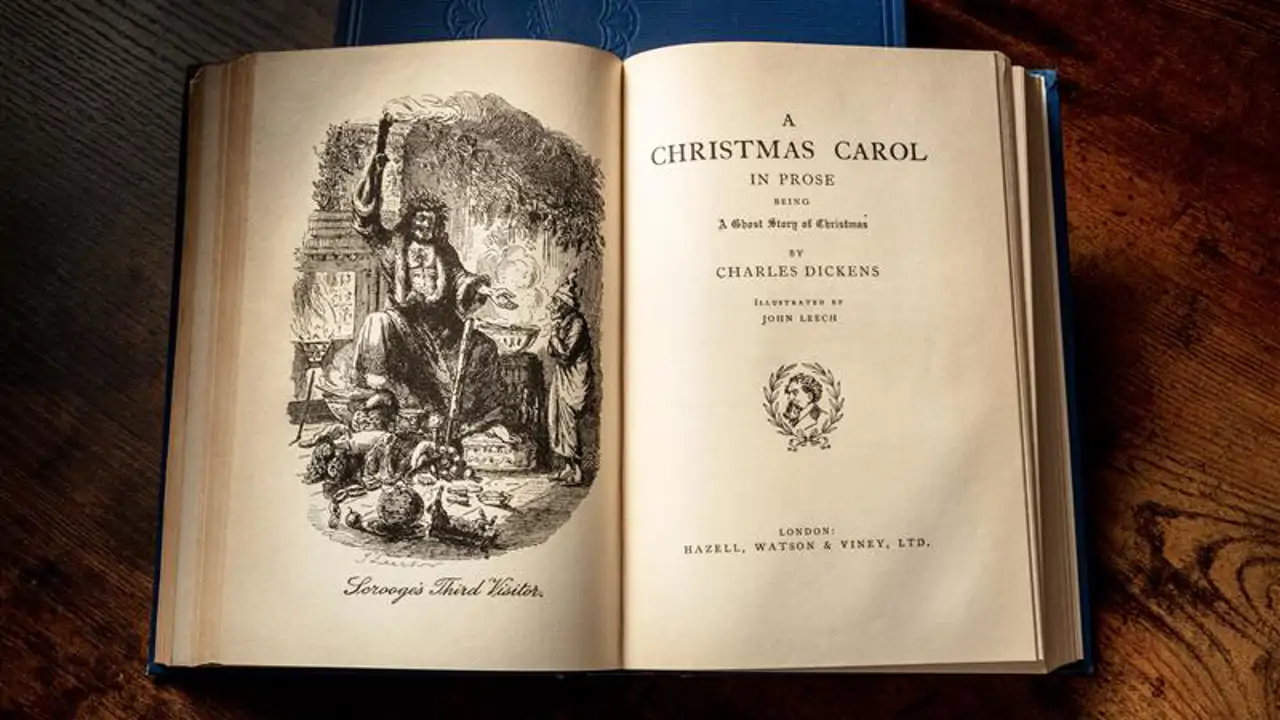 Scrooge's Third Visitor.
A
CHRISTMAS CAROL
IN PROSE
BEING
A Ghost Story of Christmas
BY
CHARLES DICKENS
ILLUSTRATED BY
JOHN LEECH
LONDON:
HAZELL, WATSON & VINEY, LTD.